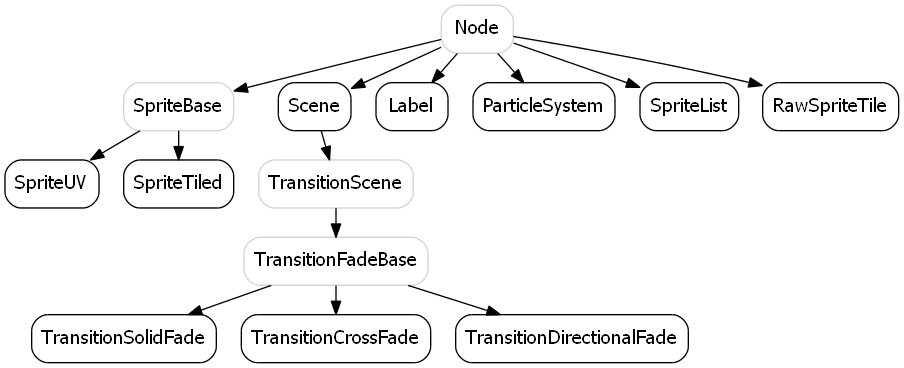 Node
SpriteBase
Scene
Label
ParticleSystem
SpriteList
RawSpriteTile
SpriteUV
SpriteTiled
TransitionScene
TransitionFadeBase
TransitionSolidFade
TransitionCrossFade
TransitionDirectionalFade